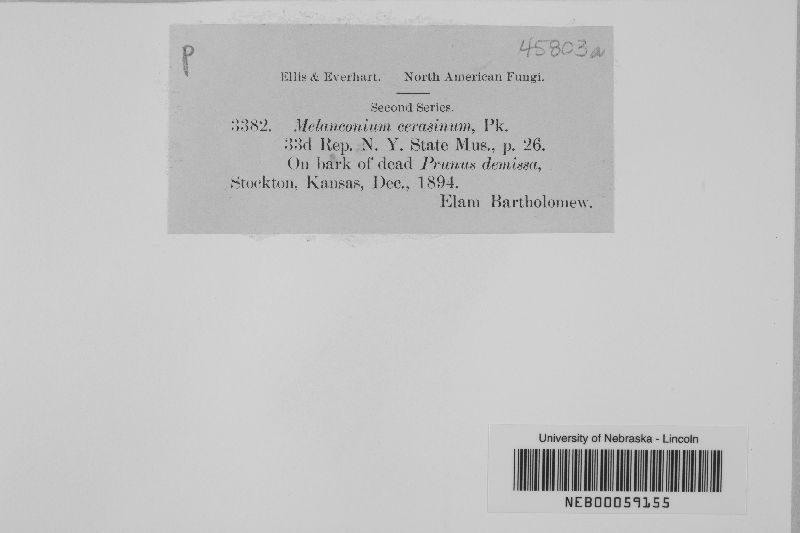 P
45803a
Ellis & Everhart. North American Fungi.
Second Series.
3382. Melanconium cerasinum, Pk.
33d Rep. N. Y. State Mus., p. 26.
On bark of dead Prunus demissa,
Stockton, Kansas, Dec., 1894.
Elam Bartholomew.
University of Nebraska - Lincoln
NEB00059155